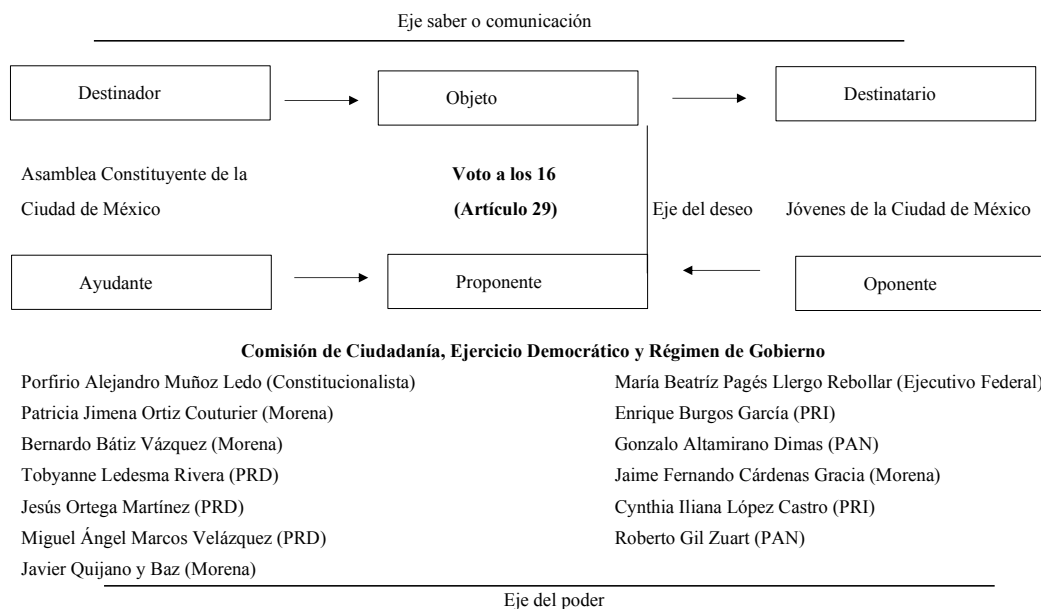 Eje saber o comunicación
Destinador
Objeto
Destinatario
Asamblea Constituyente de la
Ciudad de México
Voto a los 16
(Artículo 29)
Eje del deseo
Jóvenes de la Ciudad de México
Ayudante
Proponente
Oponente
Comisión de Ciudadanía, Ejercicio Democrático y Régimen de Gobierno
Porfirio Alejandro Muñoz Ledo (Constitucionalista)
Patricia Jimena Ortiz Couturier (Morena)
Bernardo Bátiz Vázquez (Morena)
Tobyanne Ledesma Rivera (PRD)
Jesús Ortega Martínez (PRD)
Miguel Ángel Marcos Velázquez (PRD)
Javier Quijano y Baz (Morena)
María Beatríz Pagés Llergo Rebollar (Ejecutivo Federal)
Enrique Burgos García (PRI)
Gonzalo Altamirano Dimas (PAN)
Jaime Fernando Cárdenas Gracia (Morena)
Cynthia Iliana López Castro (PRI)
Roberto Gil Zuart (PAN)
Eje del poder